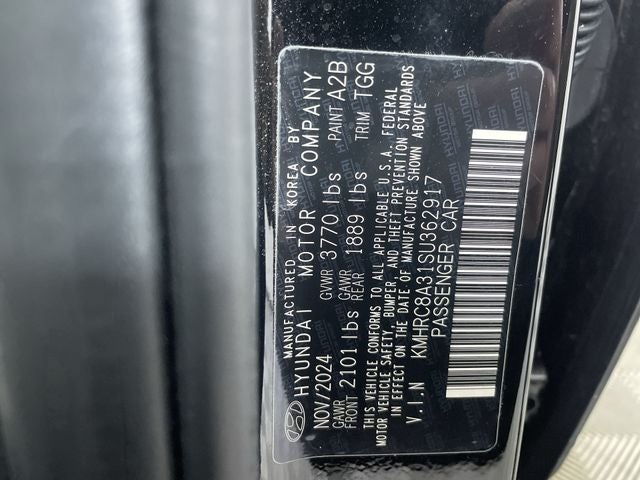 MANUFACTURED IN KOREA BY
HYUNDAI MOTOR COMPANY
NOV/2024 GVWR 3770 lbs PAINT A2B
GAWR FRONT 2101 lbs GAWR REAR 1889 lbs TRIM TGG
THIS VEHICLE CONFORMS TO ALL APPLICABLE U.S.A. FEDERAL
MOTOR VEHICLE SAFETY, BUMPER, AND THEFT PREVENTION STANDARDS
IN EFFECT ON THE DATE OF MANUFACTURE SHOWN ABOVE
V.I.N KMHRC8A31SU362917
PASSENGER CAR